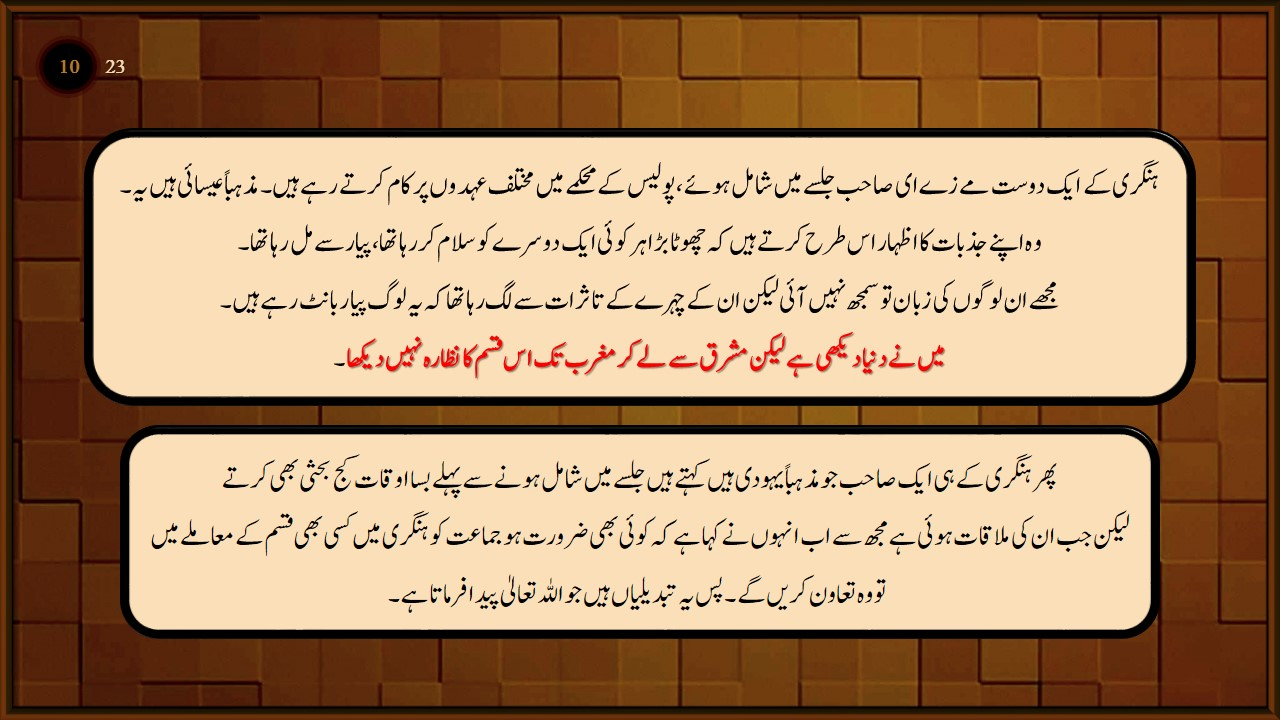 10 23
ہنگری کے ایک دوست مے زے ای صاحب جلسے میں شامل ہوئے، پولیس کے محکمے میں مختلف عہدوں پر کام کرتے رہے ہیں۔ مذہباً عیسائی ہیں یہ۔
وہ اپنے جذبات کا اظہار اس طرح کرتے ہیں کہ چھوٹا بڑا ہر کوئی ایک دوسرے کو سلام کر رہا تھا، پیار سے مل رہا تھا۔
مجھے ان لوگوں کی زبان تو سمجھ نہیں آئی لیکن ان کے چہرے کے تاثرات سے لگ رہا تھا کہ یہ لوگ پیار بانٹ رہے ہیں۔
میں نے دنیا دیکھی ہے لیکن مشرق سے لے کر مغرب تک اس قسم کا نظارہ نہیں دیکھا۔
پھر ہنگری کے ہی ایک صاحب جو مذہباً یہودی ہیں کہتے ہیں جلسے میں شامل ہونے سے پہلے بسا اوقات کج بحثی بھی کرتے
لیکن جب ان کی ملاقات ہوئی ہے مجھ سے اب انہوں نے کہا ہے کہ کوئی بھی ضرورت ہو جماعت کو ہنگری میں کسی بھی قسم کے معاملے میں
تو وہ تعاون کریں گے۔ پس یہ تبدیلیاں ہیں جو اللہ تعالیٰ پیدا فرماتا ہے۔